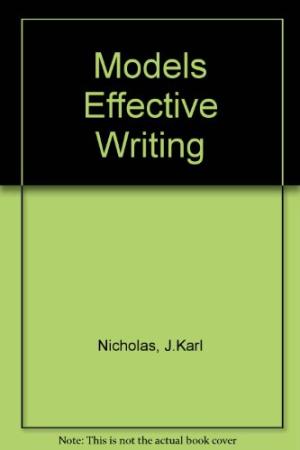 Models
Effective
Writing
Nicholas, J.Karl
Note: This is not the actual book cover